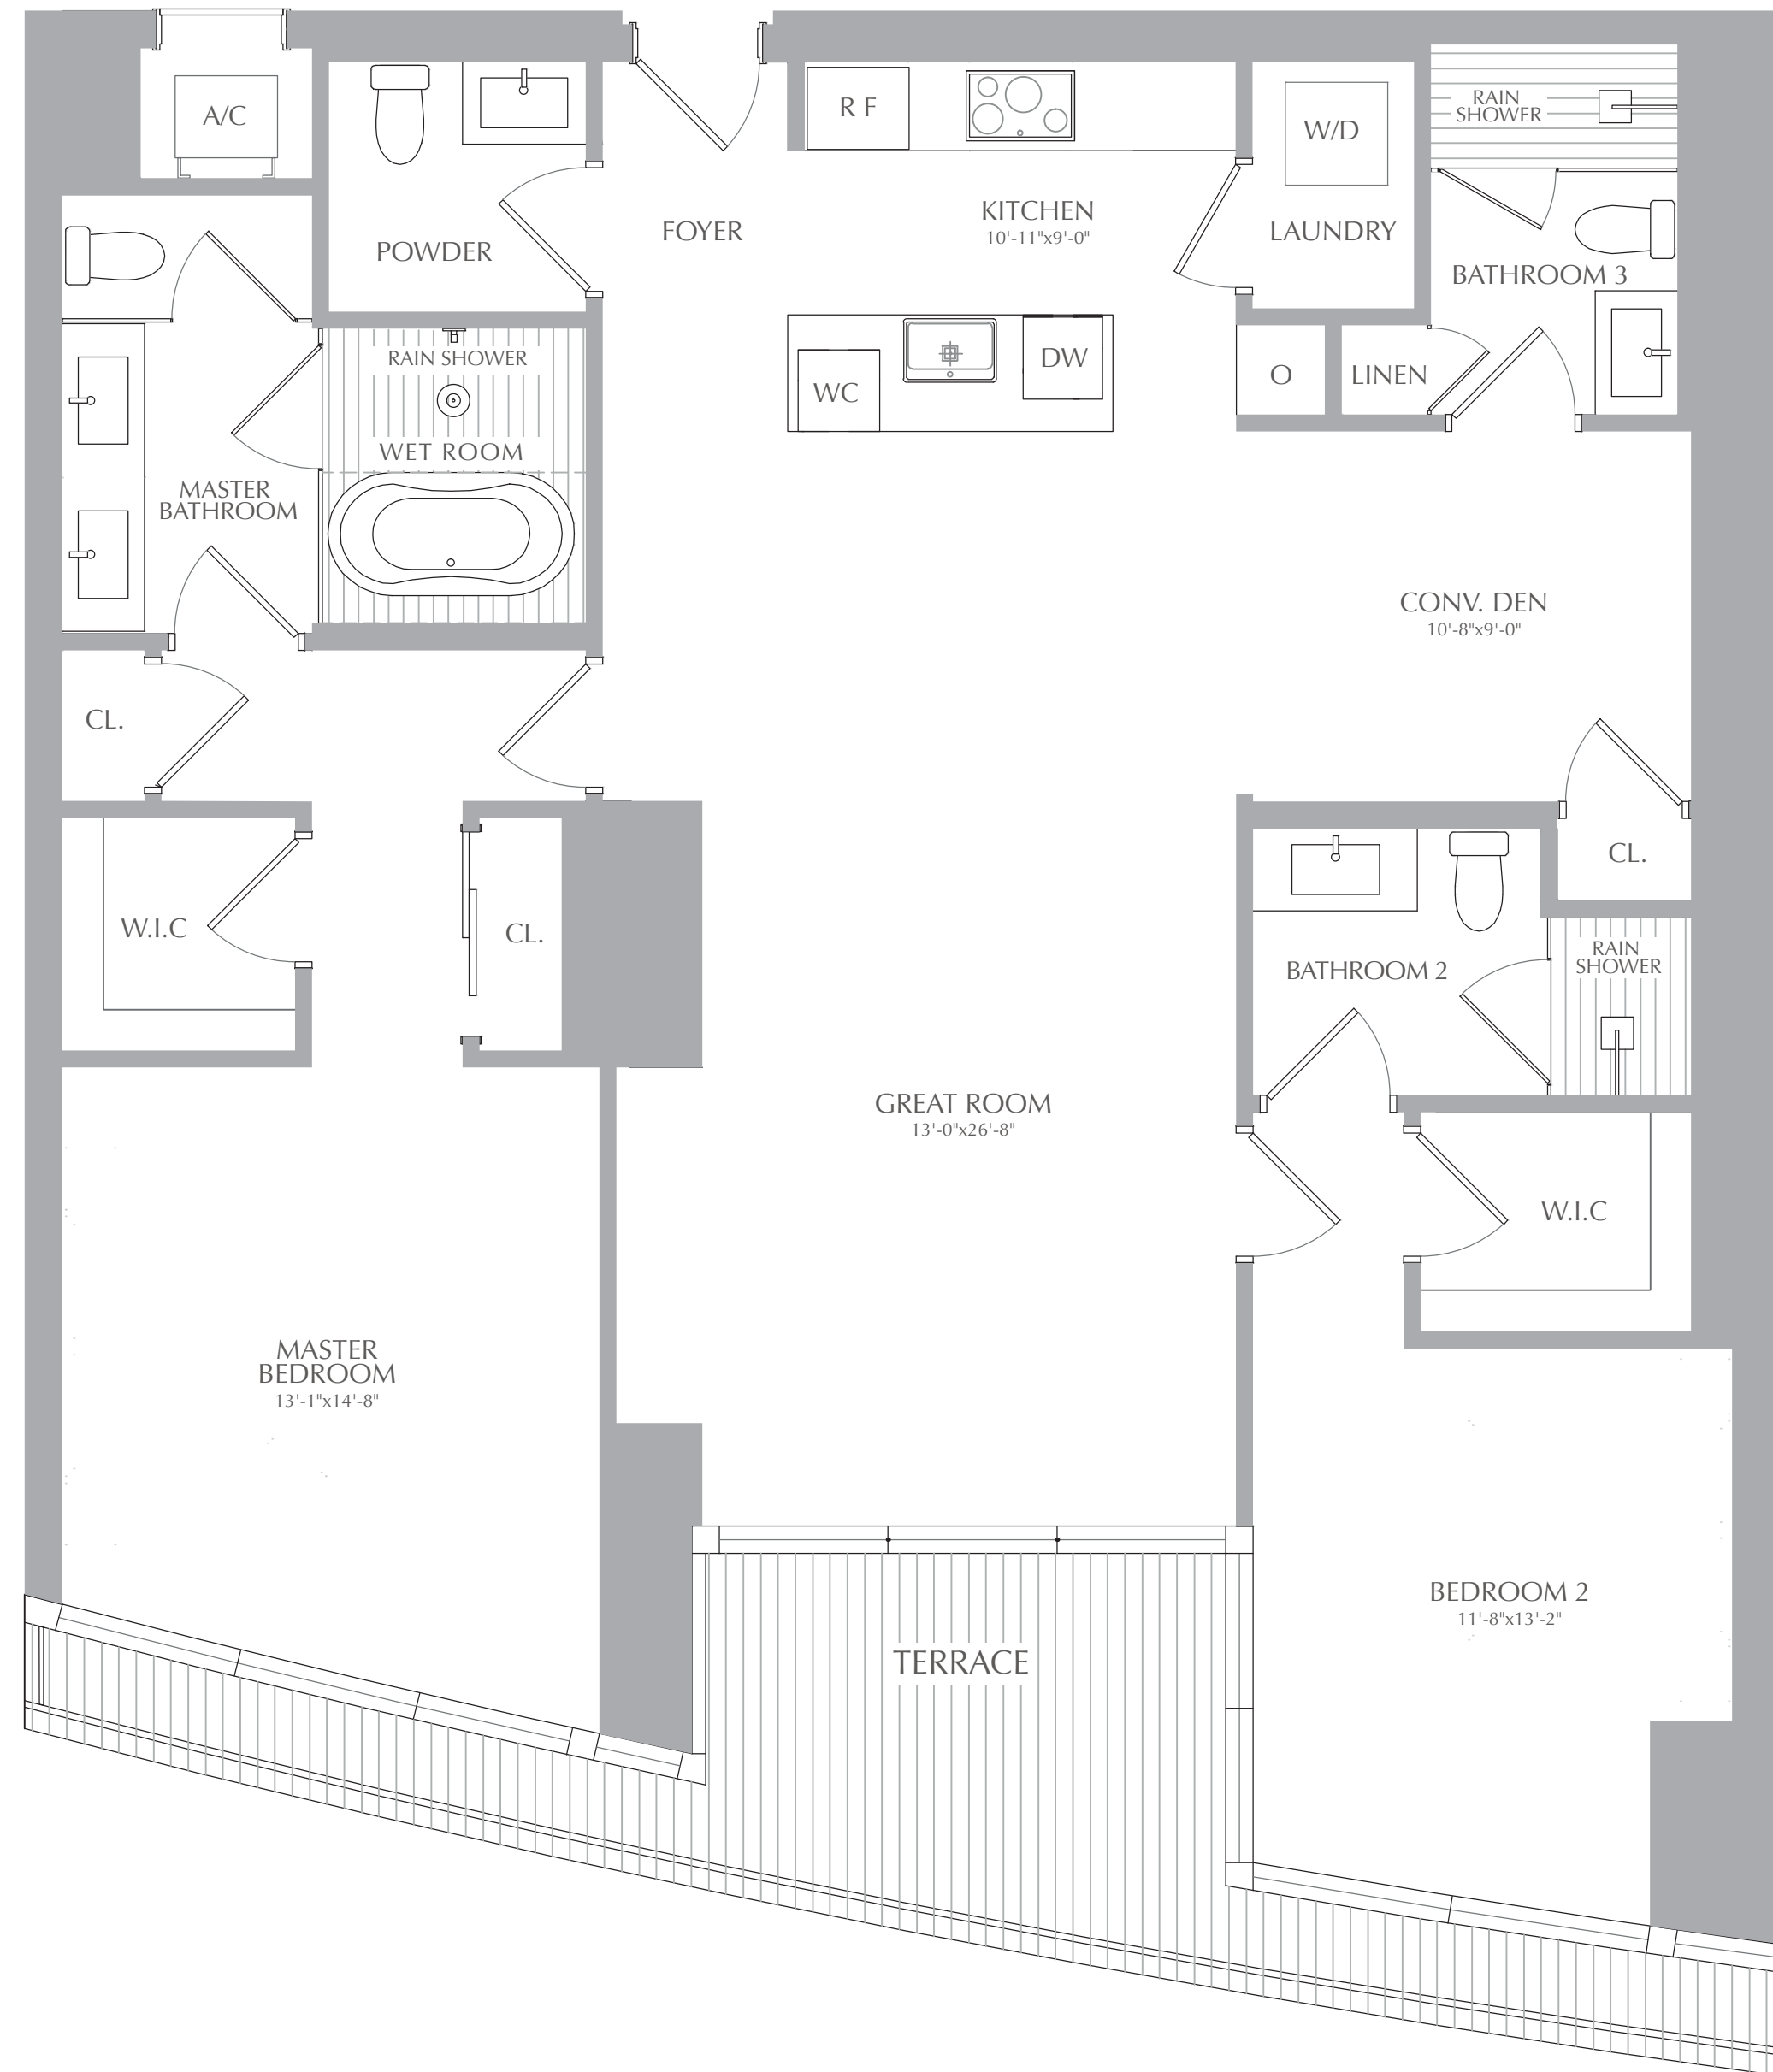 A/C
R F
W/D
RAIN
SHOWER
POWDER
FOYER
KITCHEN
10'-11"x9'-0"
LAUNDRY
BATHROOM 3
RAIN SHOWER
WC
DW
O
LINEN
WET ROOM
MASTER
BATHROOM
CONV. DEN
10'-8"x9'-0"
CL.
CL.
W.I.C
CL.
BATHROOM 2
RAIN
SHOWER
GREAT ROOM
13'-0"x26'-8"
W.I.C
MASTER
BEDROOM
13'-1"x14'-8"
BEDROOM 2
11'-8"x13'-2"
TERRACE